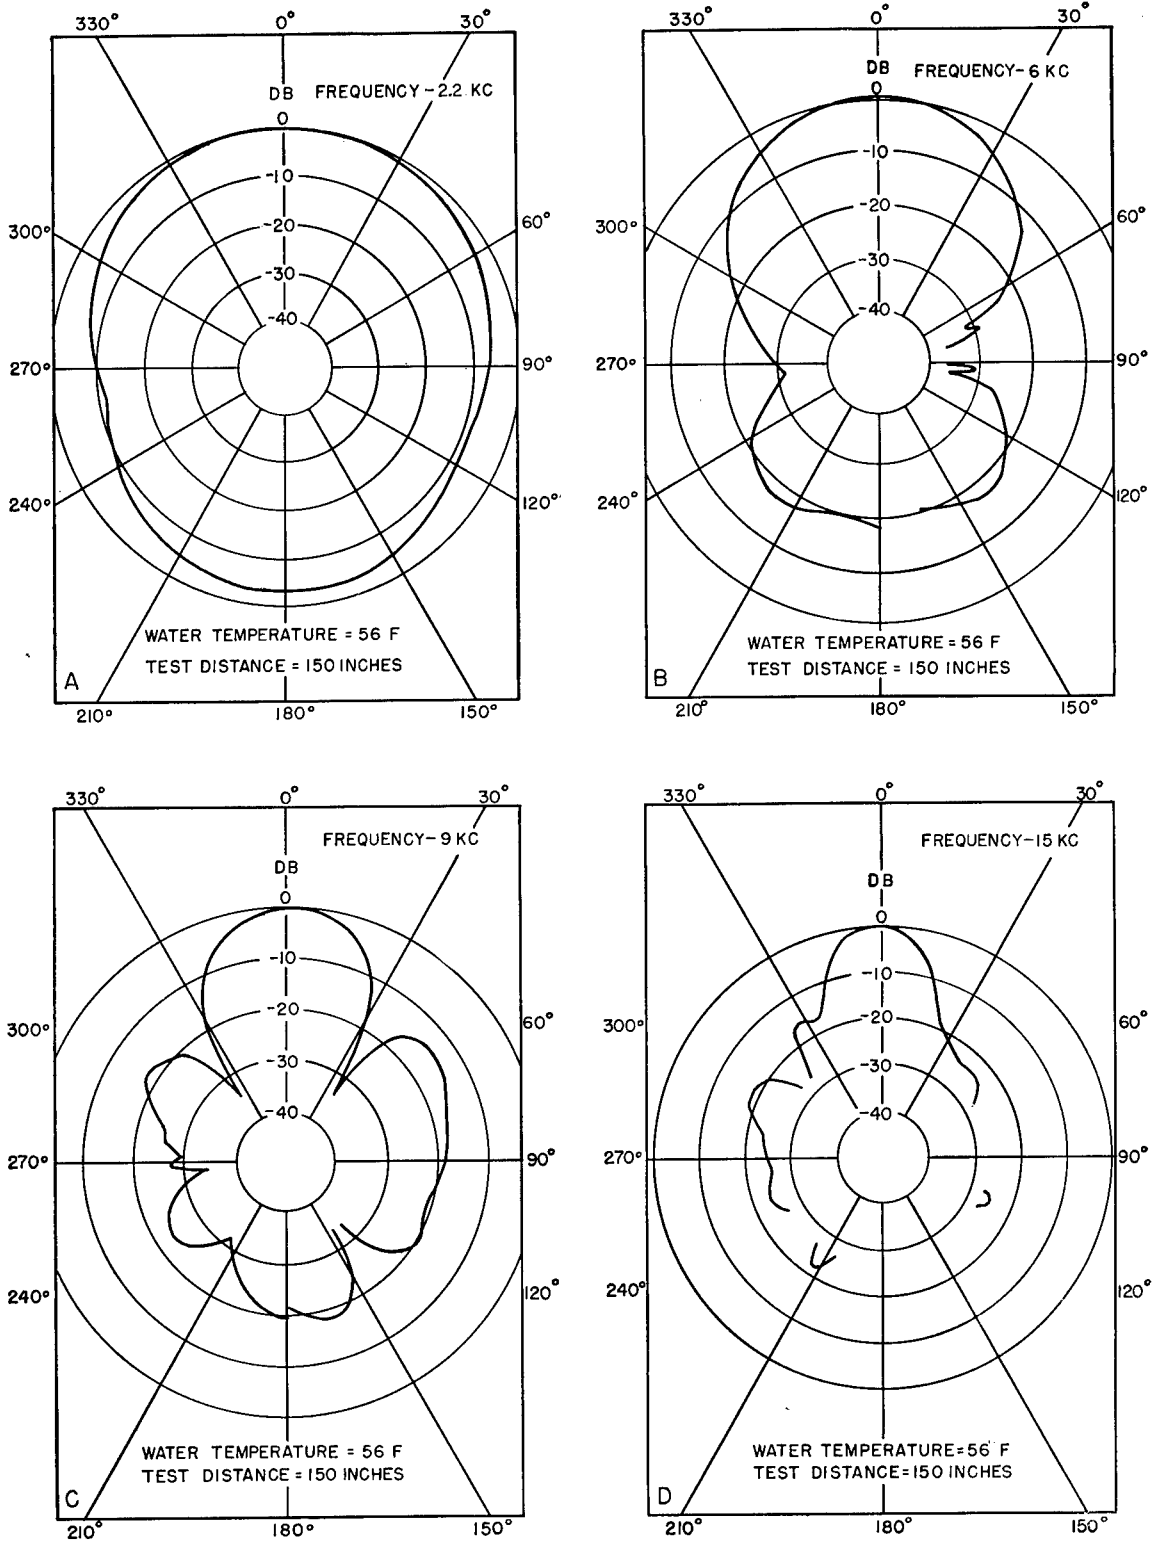 330° 0° 30°
DB FREQUENCY-2.2 KC
0
-10
-20
300° 60°
-30
-40
270° 90°
240° 120°
WATER TEMPERATURE = 56 F
TEST DISTANCE = 150 INCHES
A
210° 180° 150°
330° 0° 30°
DB FREQUENCY-6 KC
0
-10
-20
300° 60°
-30
-40
270° 90°
240° 120°
WATER TEMPERATURE = 56 F
TEST DISTANCE = 150 INCHES
B
210° 180° 150°
330° 0° 30°
FREQUENCY-9 KC
DB
0
-10
-20
300° 60°
-30
-40
270° 90°
240° 120°
WATER TEMPERATURE = 56 F
TEST DISTANCE = 150 INCHES
C
210° 180° 150°
330° 0° 30°
FREQUENCY-15 KC
DB
0
-10
-20
300° 60°
-30
-40
270° 90°
240° 120°
WATER TEMPERATURE=56 F
TEST DISTANCE=150 INCHES
D
210° 180° 150°